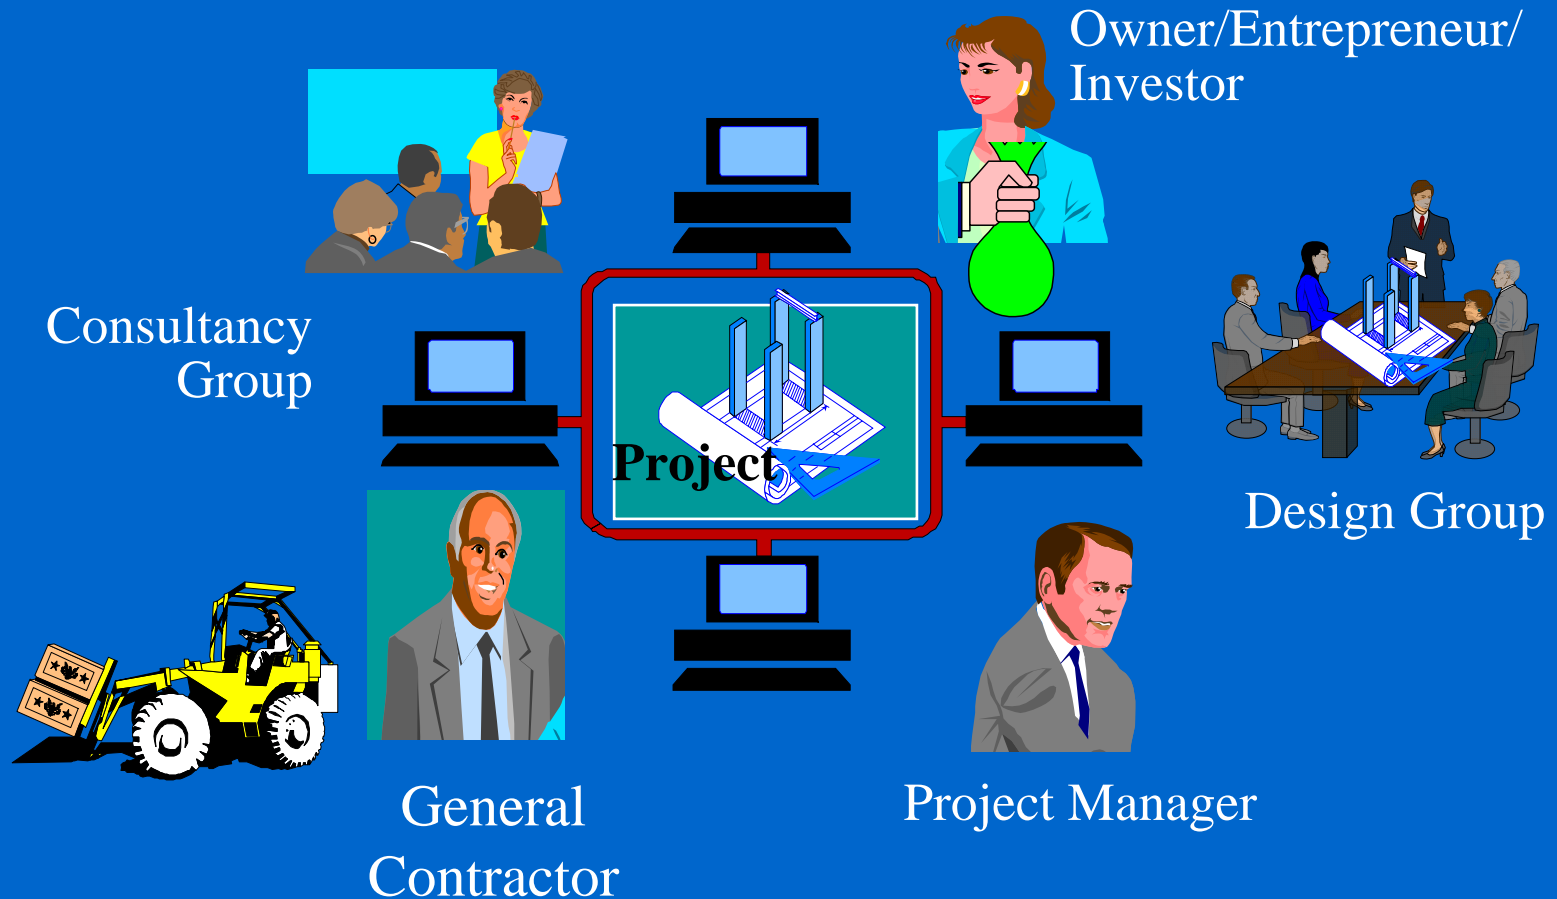 Owner/Entrepreneur/
Investor
Consultancy
Group
Project
Design Group
General
Contractor
Project Manager